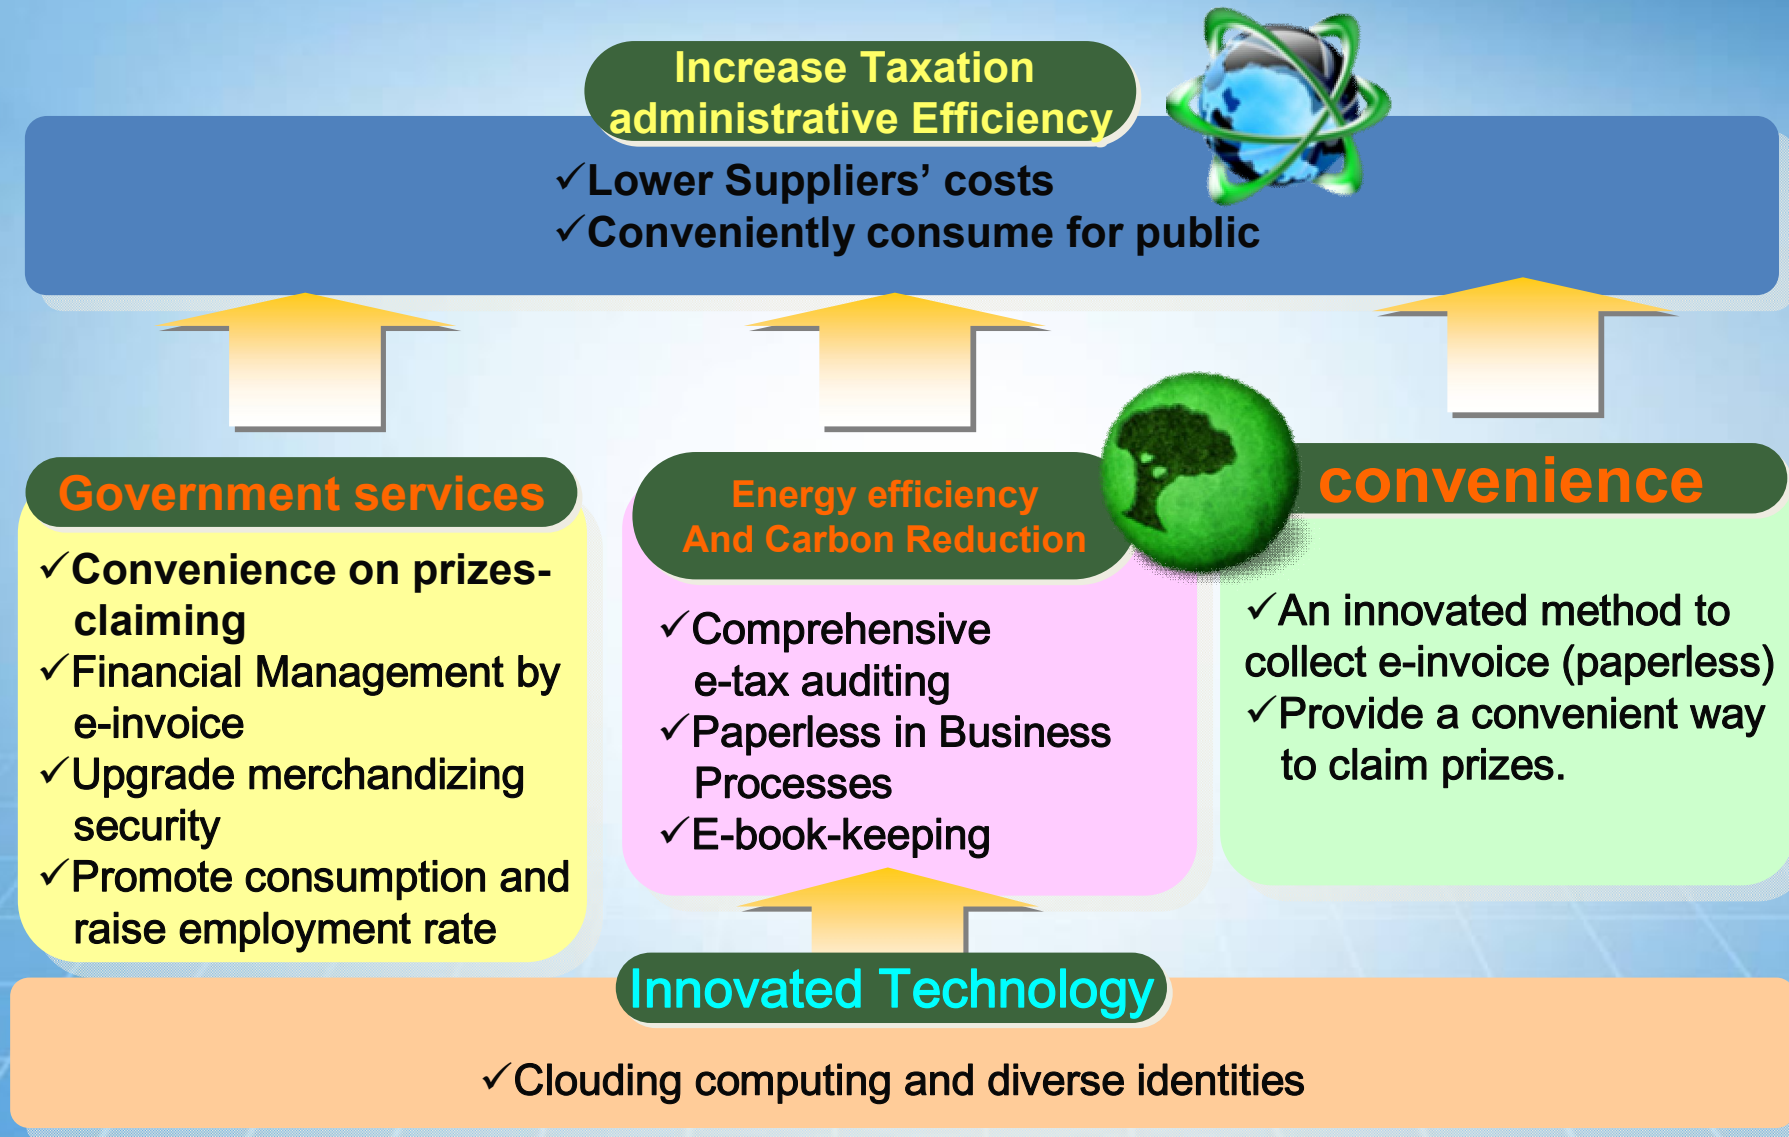 Increase Taxation
administrative Efficiency
✓Lower Suppliers’ costs
✓Conveniently consume for public
Government services
✓Convenience on prizes-
claiming
✓Financial Management by
e-invoice
✓Upgrade merchandizing
security
✓Promote consumption and
raise employment rate
Energy efficiency
And Carbon Reduction
✓Comprehensive
e-tax auditing
✓Paperless in Business
Processes
✓E-book-keeping
convenience
✓An innovated method to
collect e-invoice (paperless)
✓Provide a convenient way
to claim prizes.
Innovated Technology
✓Clouding computing and diverse identities